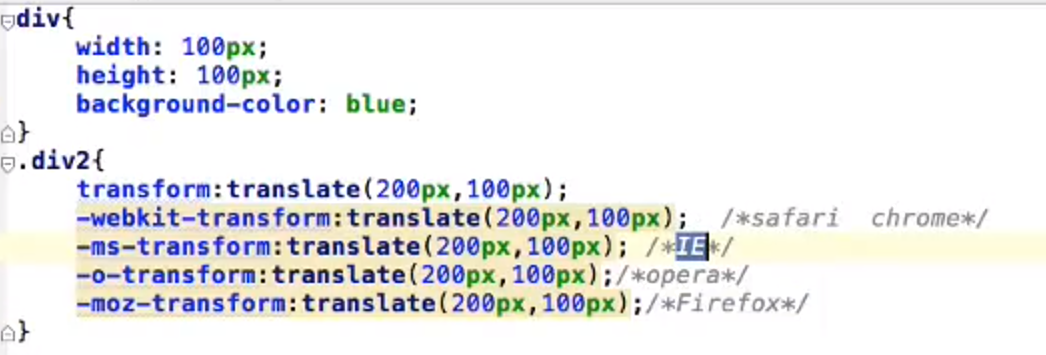 div{
width: 100px;
height: 100px;
background-color: blue;
}
.div2{
transform:translate(200px,100px);
-webkit-transform:translate(200px,100px);  /*safari  chrome*/
-ms-transform:translate(200px,100px); /*IE*/
-o-transform:translate(200px,100px);/*opera*/
-moz-transform:translate(200px,100px);/*Firefox*/
}